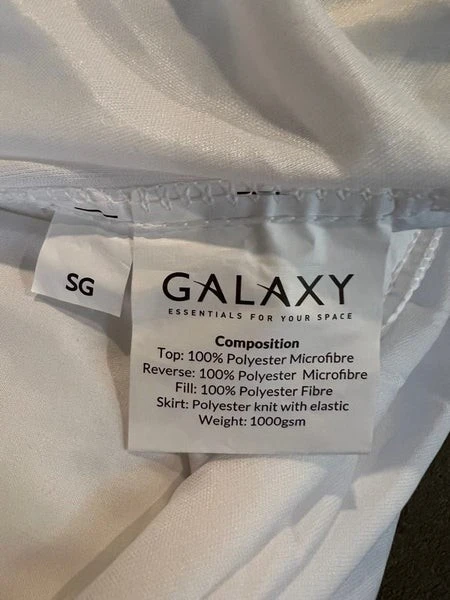 SG
GALAXY
ESSENTIALS FOR YOUR SPACE
Composition
Top: 100% Polyester Microfibre
Reverse: 100% Polyester Microfibre
Fill: 100% Polyester Fibre
Skirt: Polyester knit with elastic
Weight: 1000gsm